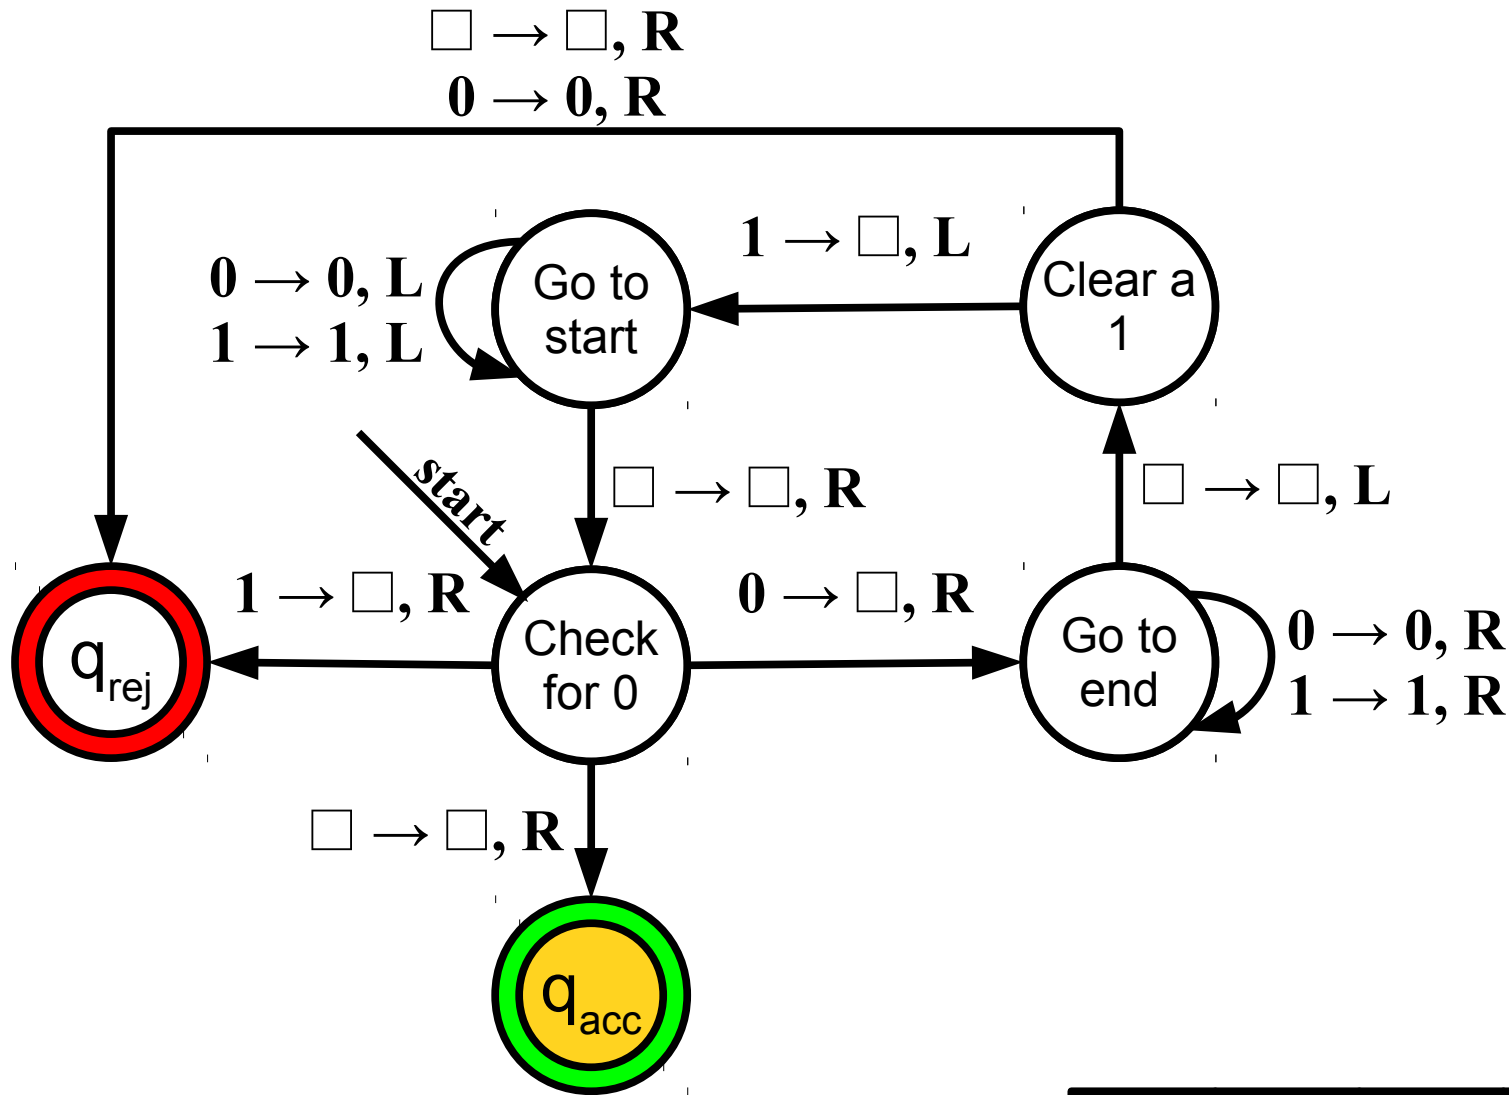 □ → □, R
0 → 0, R
0 → 0, L
1 → 1, L
Go to
start
1 → □, L
Clear a
1
start
□ → □, R
□ → □, L
q_rej
1 → □, R
Check
for 0
0 → □, R
Go to
end
0 → 0, R
1 → 1, R
□ → □, R
q_acc